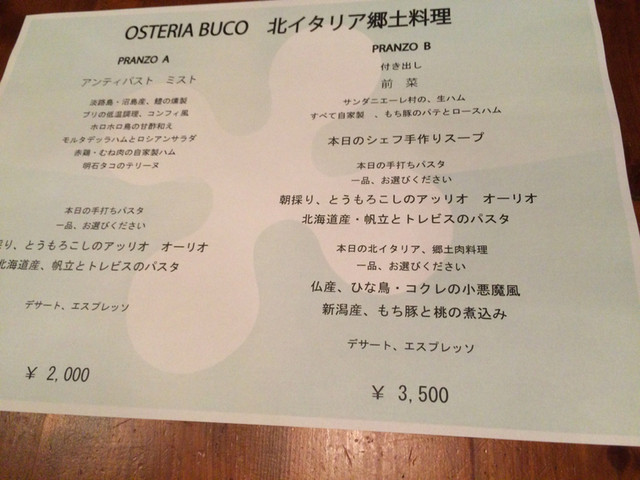 OSTERIA BUCO 北イタリア郷土料理
PRANZO A
アンティパスト ミスト
淡路島・沼島産、鱧の燻製
ブリの低温調理、コンフィ風
ホロホロ鳥の甘酢和え
モルタデッラハムとロシアンサラダ
赤鶏・むね肉の自家製ハム
明石タコのテリーヌ
本日の手打ちパスタ
一品、お選びください
り、とうもろこしのアッリオ オーリオ
北海道産、帆立とトレビスのパスタ
デザート、エスプレッソ
¥ 2,000
PRANZO B
付き出し
前 菜
サンダニエーレ村の、生ハム
すべて自家製 、もち豚のパテとロースハム
本日のシェフ手作りスープ
本日の手打ちパスタ
一品、お選びください
朝採り、とうもろこしのアッリオ オーリオ
北海道産・帆立とトレビスのパスタ
本日の北イタリア、郷土肉料理
一品、お選びください
仏産、ひな鳥・コクレの小悪魔風
新潟産、もち豚と桃の煮込み
デザート、エスプレッソ
¥ 3,500